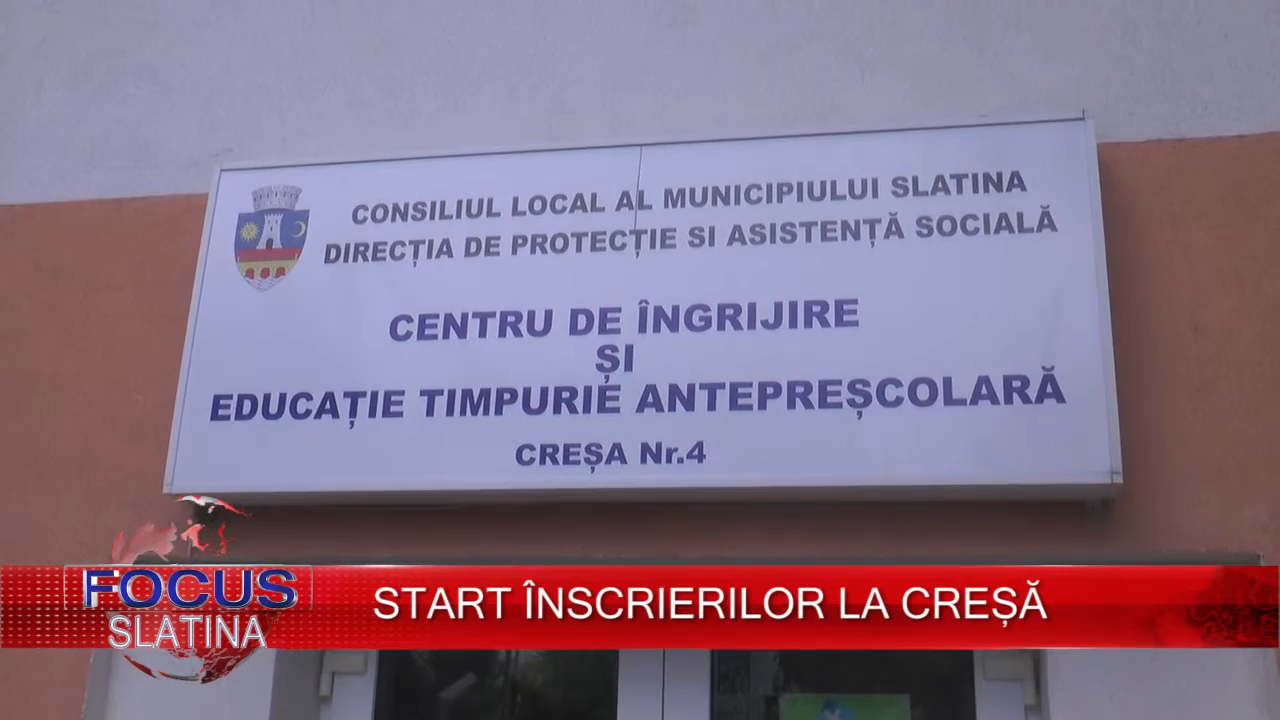 CONSILIUL LOCAL AL MUNICIPIULUI SLATINA
DIRECȚIA DE PROTECȚIE SI ASISTENȚĂ SOCIALĂ
CENTRU DE ÎNGRIJIRE
ȘI
EDUCAȚIE TIMPURIE ANTEPREȘCOLARĂ
CREȘA Nr.4
FOCUS
SLATINA
START ÎNSCRIERILOR LA CREȘĂ